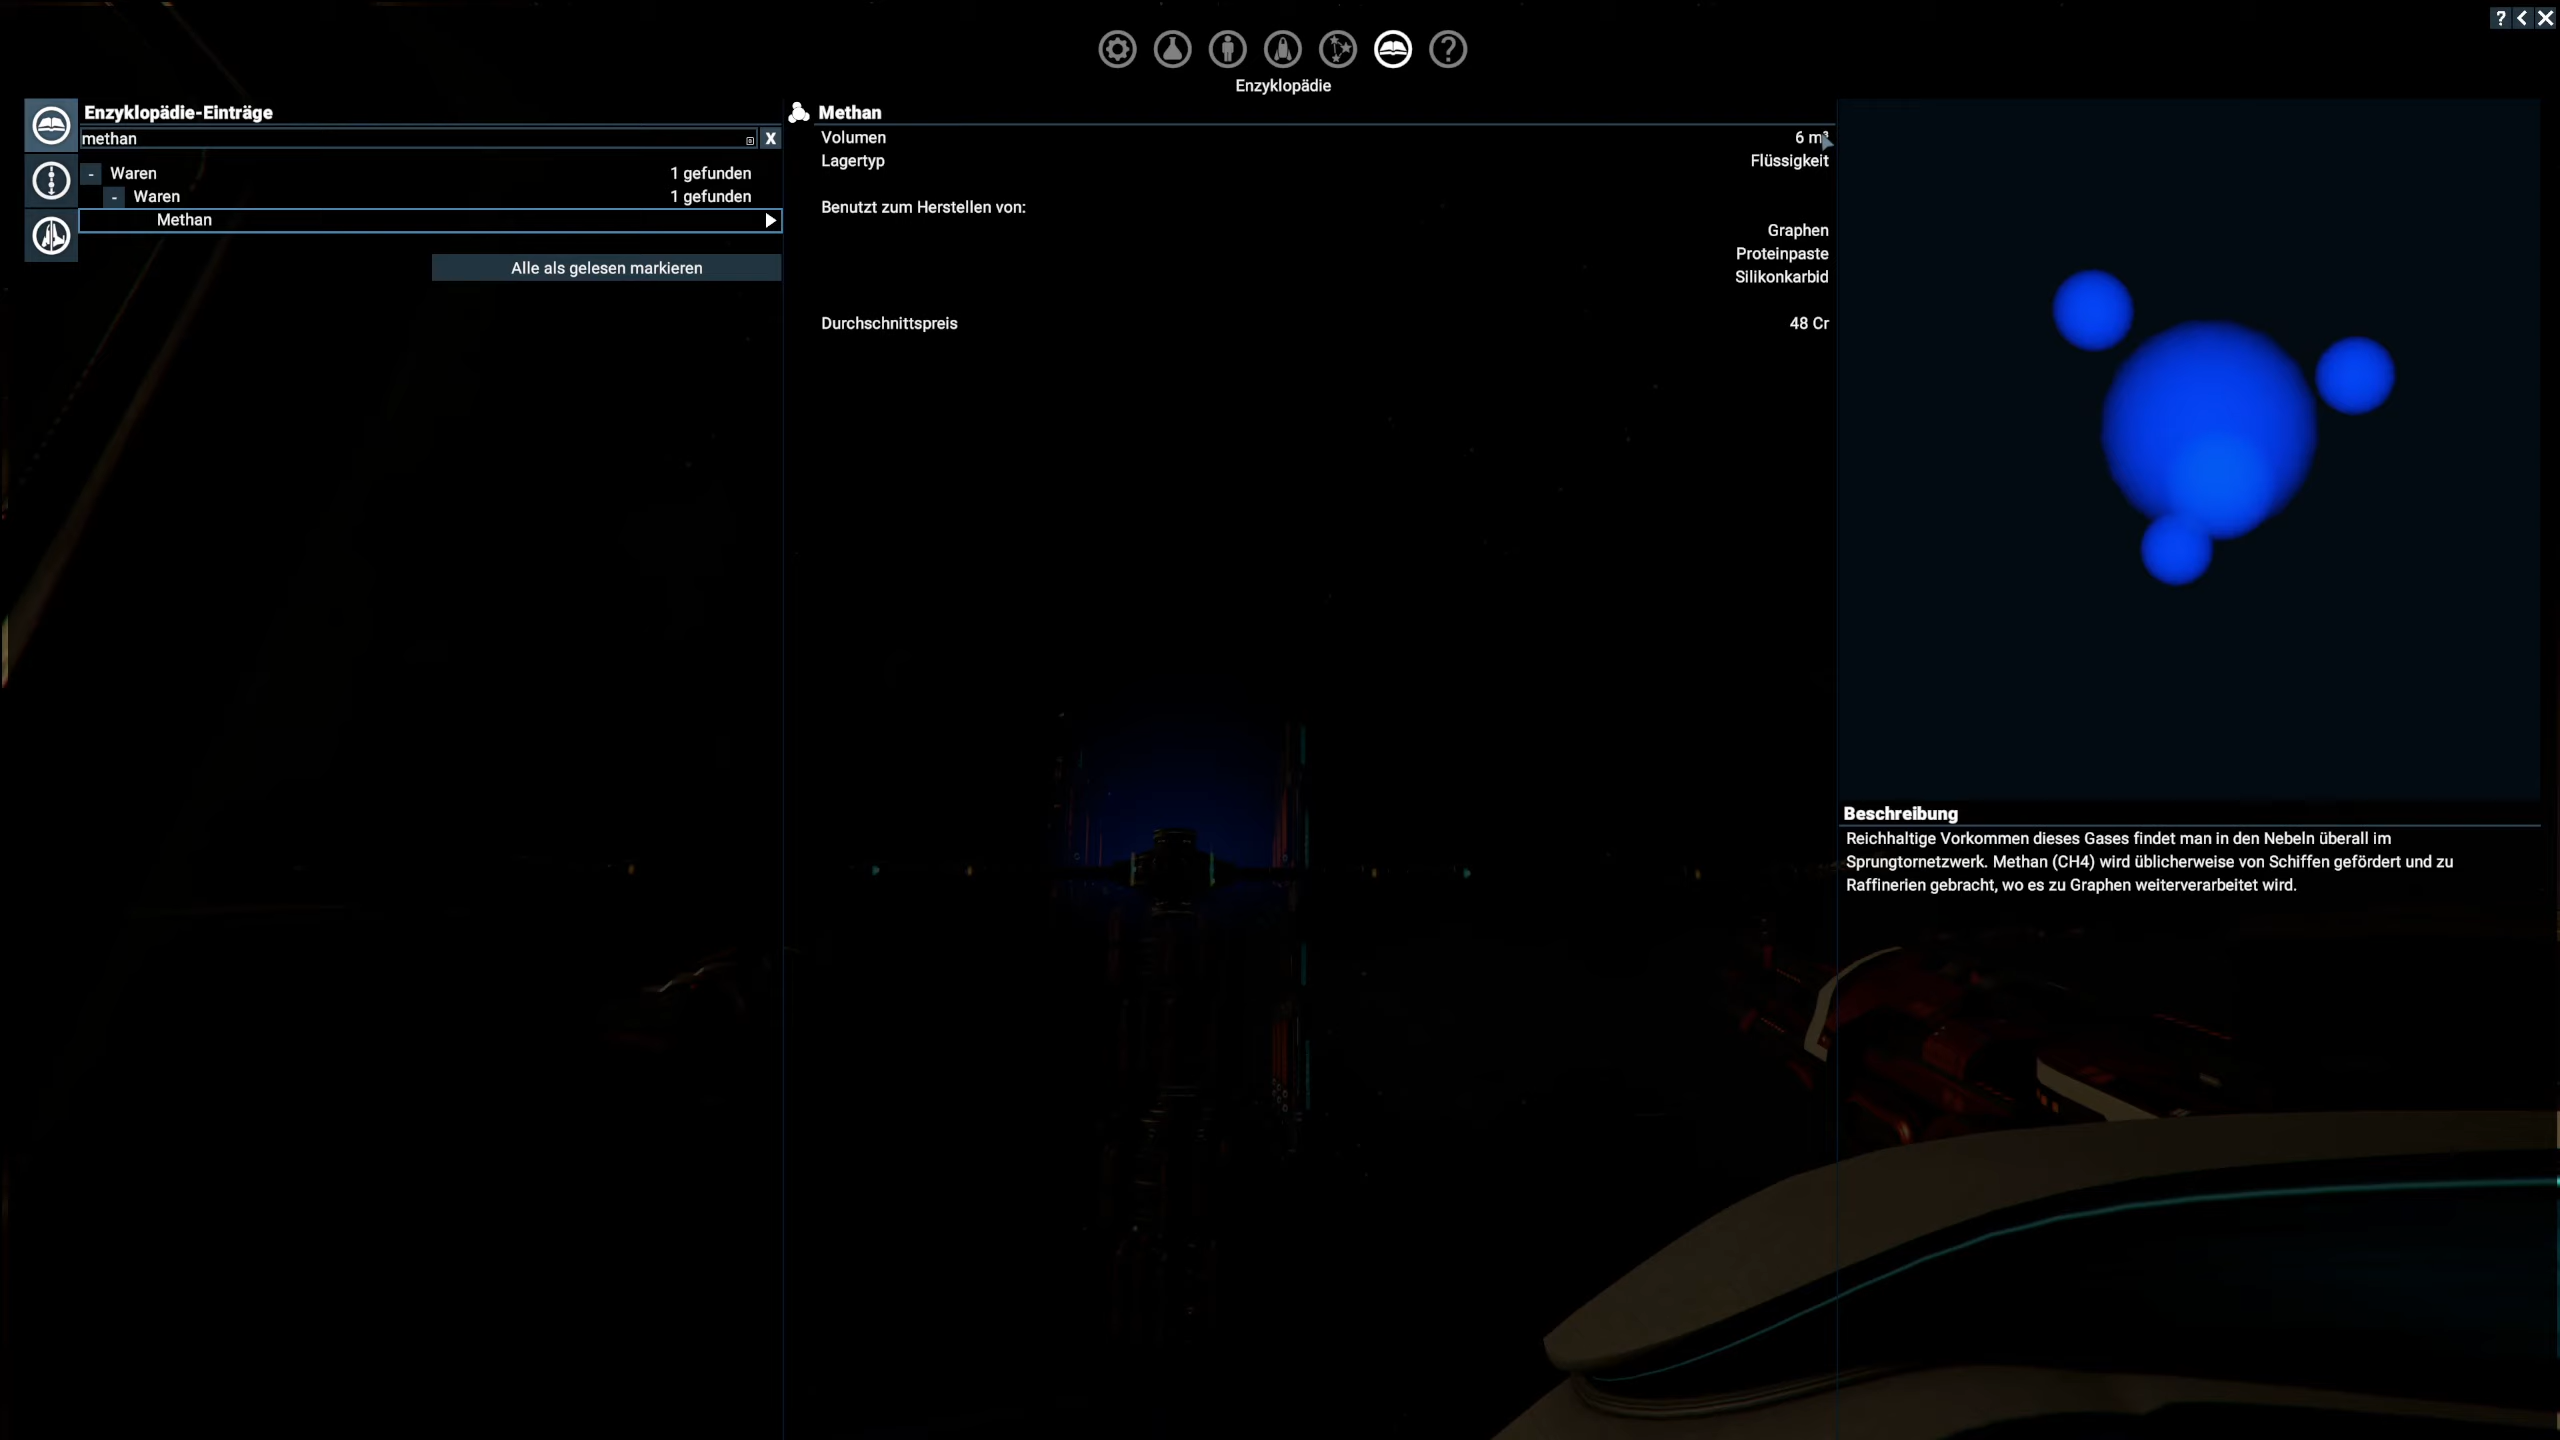 ?
Enzyklopädie
Enzyklopädie-Einträge
methan
X
- Waren 1 gefunden
- Waren 1 gefunden
Methan
Alle als gelesen markieren
Methan
Volumen 6 m³
Lagertyp Flüssigkeit
Benutzt zum Herstellen von:
Graphen
Proteinpaste
Silikonkarbid
Durchschnittspreis 48 Cr
Beschreibung
Reichhaltige Vorkommen dieses Gases findet man in den Nebeln überall im
Sprungtornetzwerk. Methan (CH4) wird üblicherweise von Schiffen gefördert und zu
Raffinerien gebracht, wo es zu Graphen weiterverarbeitet wird.